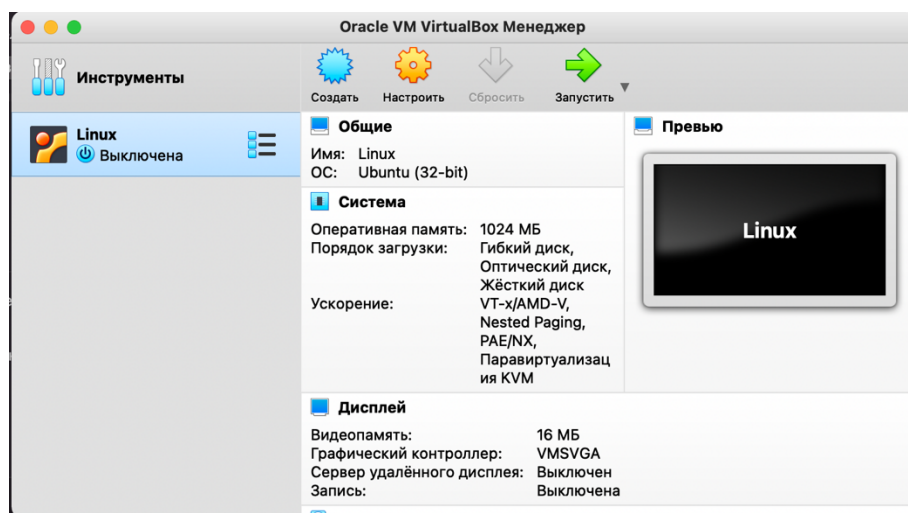 Oracle VM VirtualBox Менеджер
Инструменты
Создать Настроить Сбросить Запустить
Linux
Выключена
Общие
Имя: Linux
ОС: Ubuntu (32-bit)
Система
Оперативная память: 1024 МБ
Порядок загрузки: Гибкий диск,
Оптический диск,
Жёсткий диск
Ускорение: VT-x/AMD-V,
Nested Paging,
PAE/NX,
Паравиртуализац
ия KVM
Дисплей
Видеопамять: 16 МБ
Графический контроллер: VMSVGA
Сервер удалённого дисплея: Выключен
Запись: Выключена
Превью
Linux